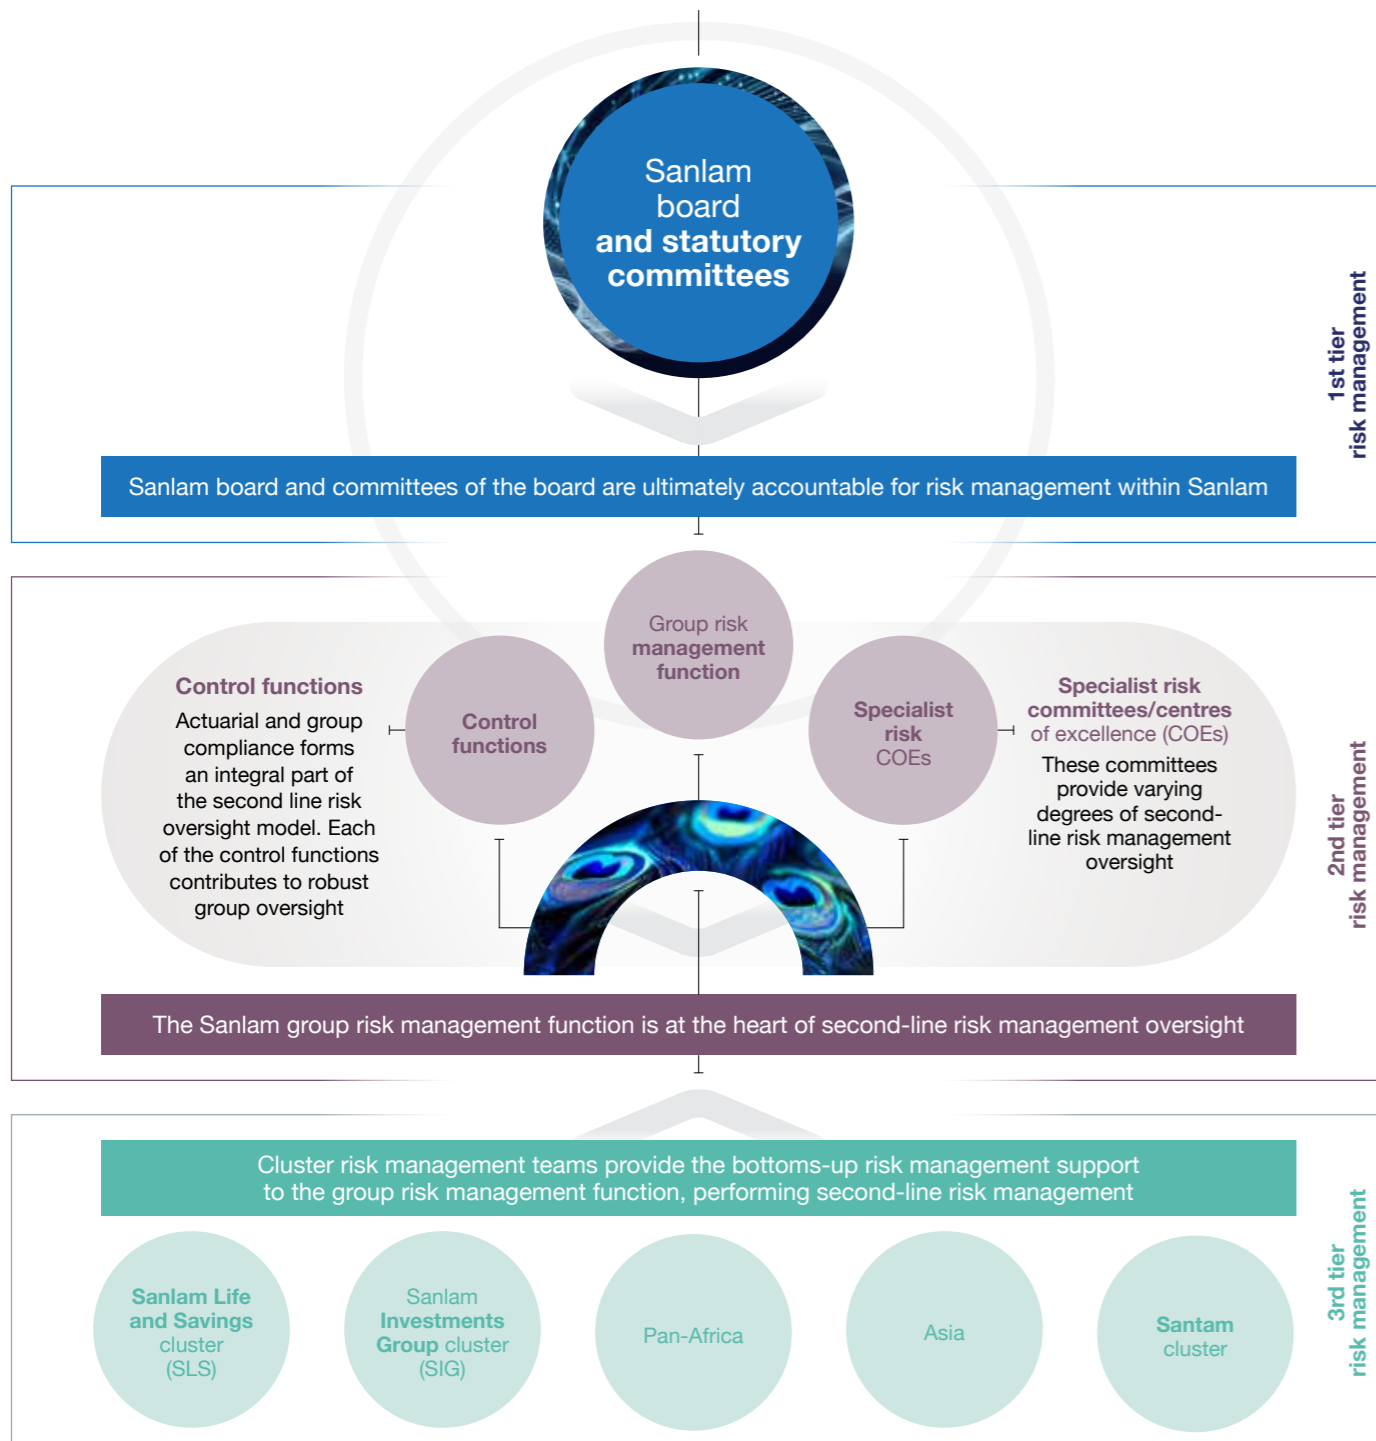 Sanlam
board
and statutory
committees
1st tier
risk management
Sanlam board and committees of the board are ultimately accountable for risk management within Sanlam
Group risk
management
function
Control functions
Actuarial and group
compliance forms
an integral part of
the second line risk
oversight model. Each
of the control functions
contributes to robust
group oversight
Control
functions
Specialist
risk
COEs
Specialist risk
committees/centres
of excellence (COEs)
These committees
provide varying
degrees of second-
line risk management
oversight
2nd tier
risk management
The Sanlam group risk management function is at the heart of second-line risk management oversight
Cluster risk management teams provide the bottoms-up risk management support
to the group risk management function, performing second-line risk management
Sanlam Life
and Savings
cluster
(SLS)
Sanlam
Investments
Group cluster
(SIG)
Pan-Africa
Asia
Santam
cluster
3rd tier
risk management